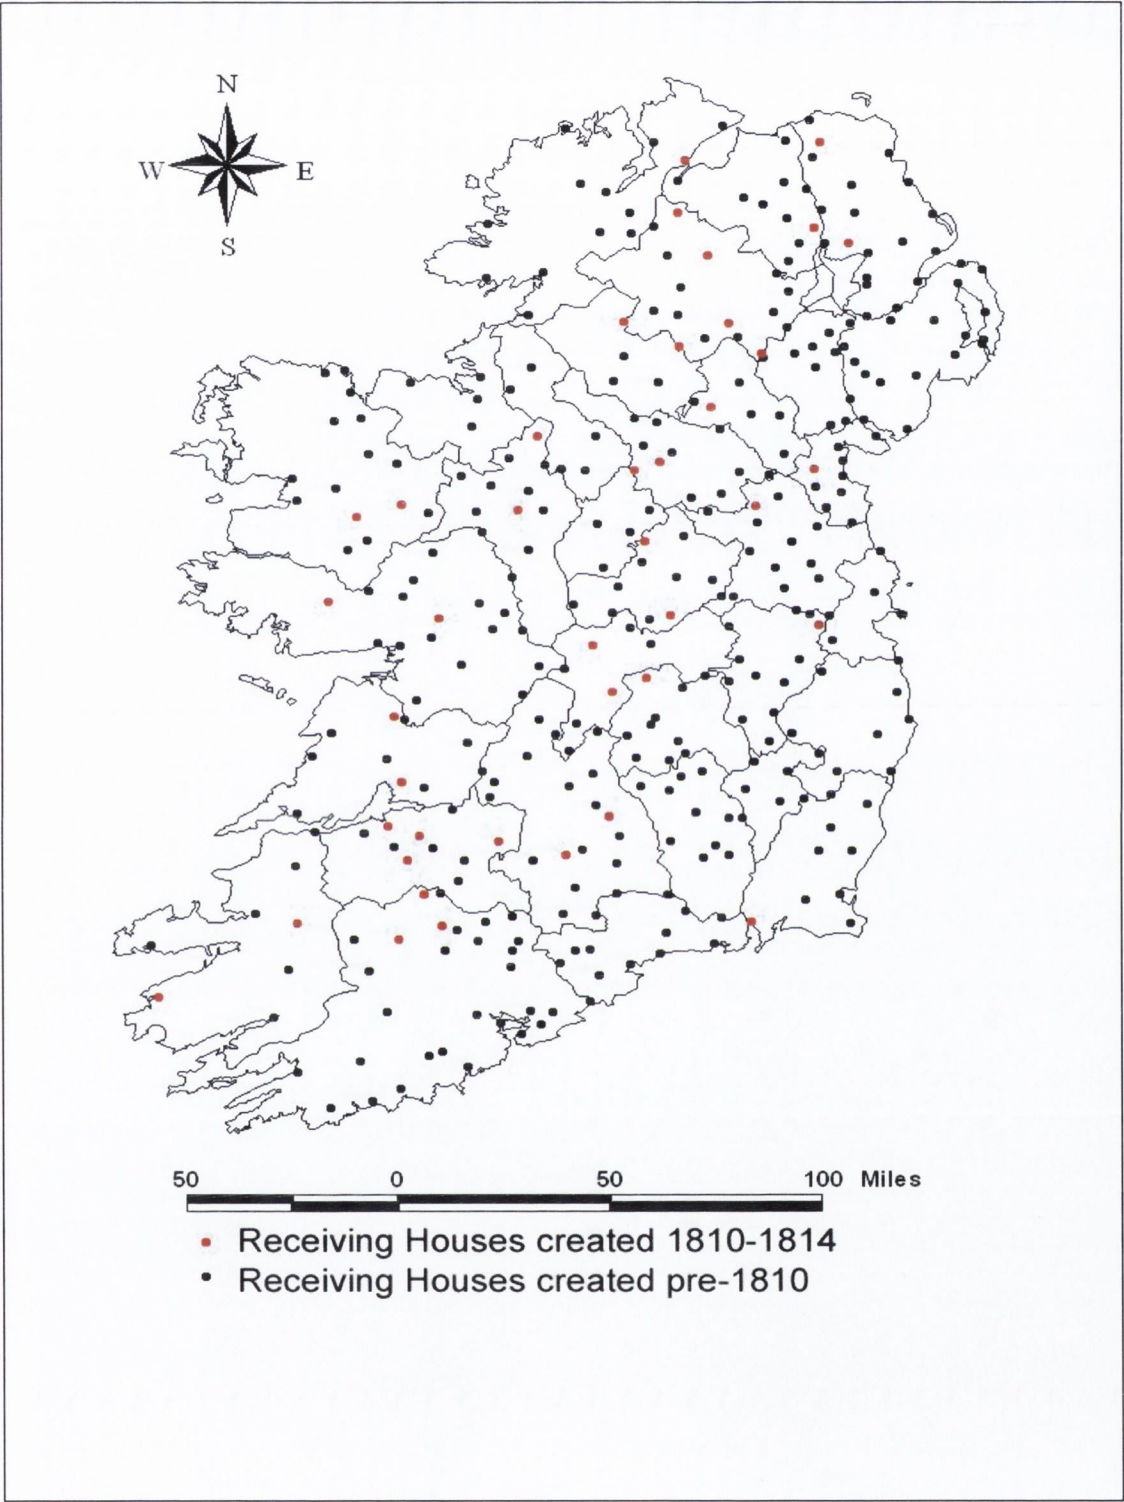 N
W E
S
50 0 50 100 Miles
Receiving Houses created 1810-1814
Receiving Houses created pre-1810